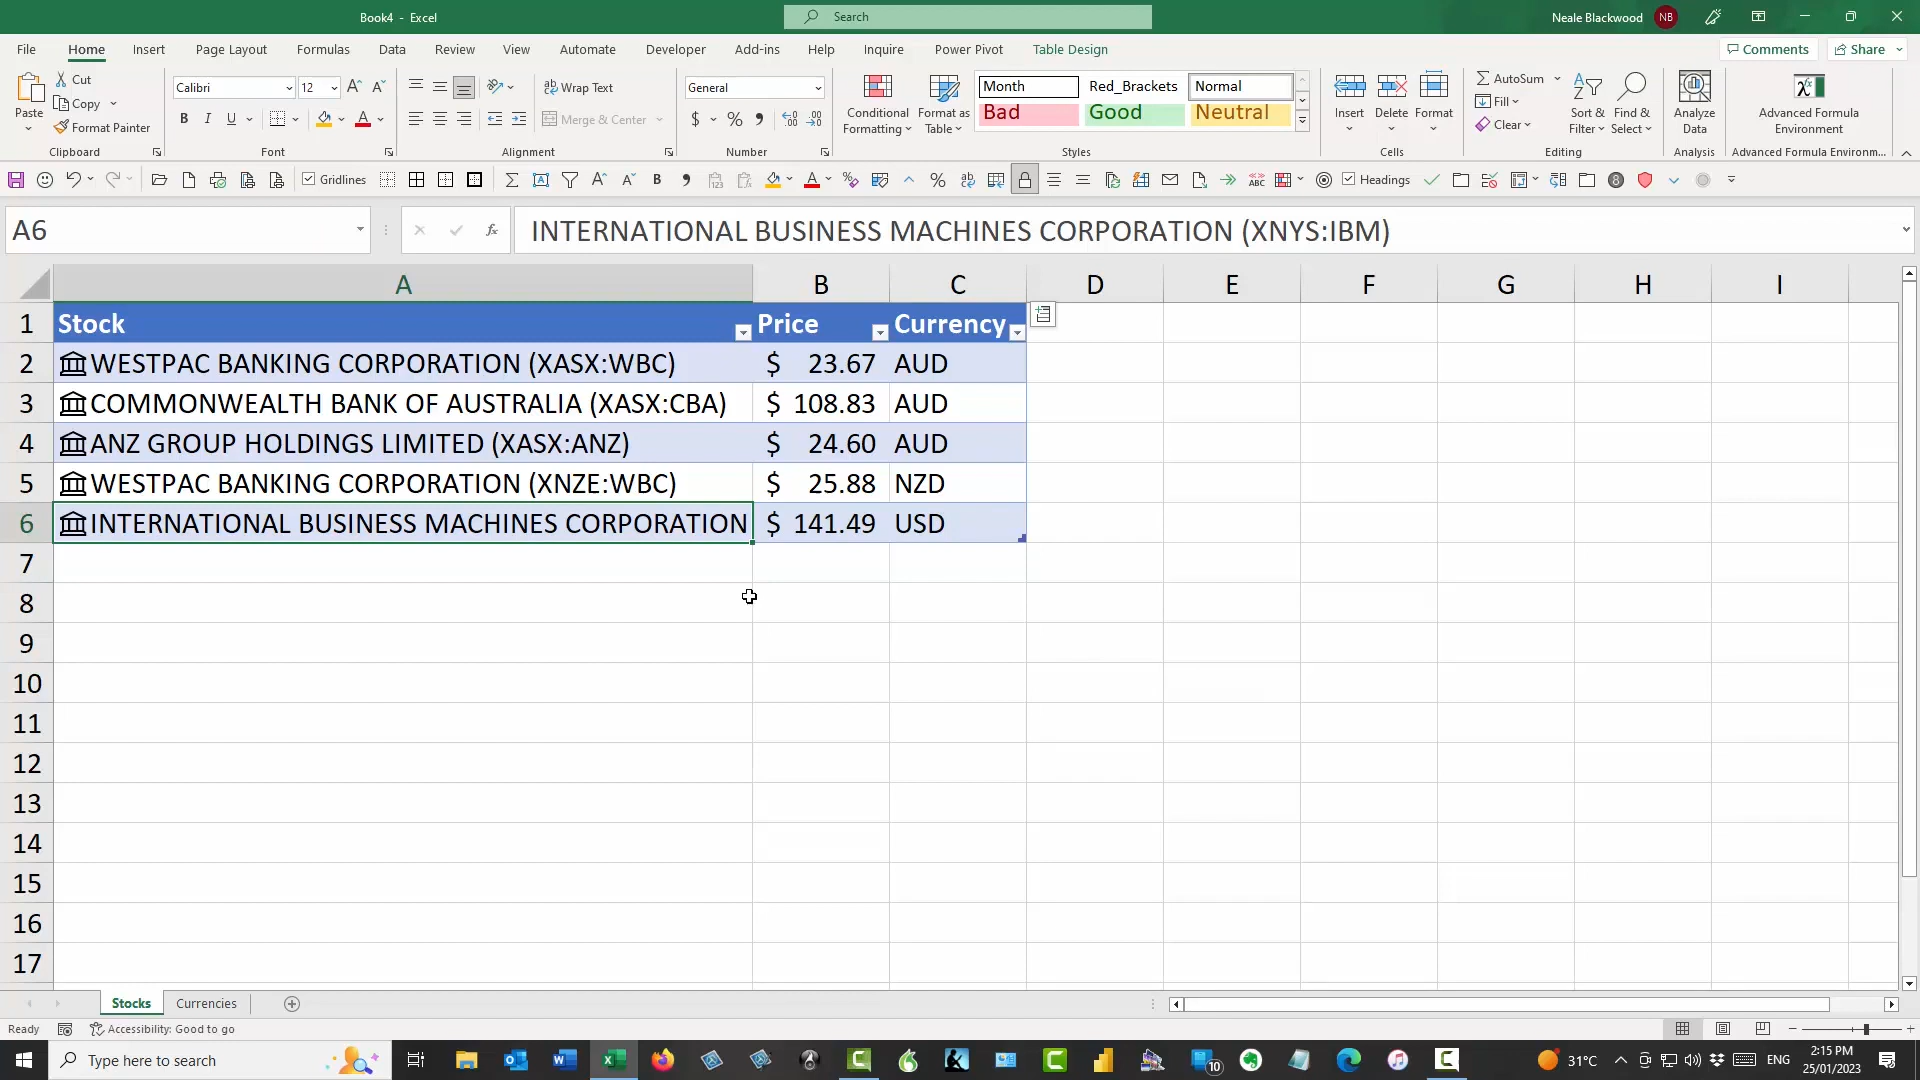 Book4 - Excel
Search
Neale Blackwood
NB
File Home Insert Page Layout Formulas Data Review View Automate Developer Add-ins Help Inquire Power Pivot Table Design
Comments
Share
Paste
Cut
Copy
Format Painter
Clipboard
Calibri
12
B I U
Font
Wrap Text
Merge & Center
Alignment
General
$ % ,
Number
Conditional Formatting
Format as Table
Month
Red_Brackets
Normal
Bad
Good
Neutral
Styles
Insert
Delete
Format
Cells
AutoSum
Fill
Clear
Sort & Filter
Find & Select
Editing
Analyze Data
Analysis
Advanced Formula Environment
Advanced Formula Environm...
Gridlines
Headings
A6
fx
INTERNATIONAL BUSINESS MACHINES CORPORATION (XNYS:IBM)
A B C D E F G H I
1 Stock Price Currency
2 WESTPAC BANKING CORPORATION (XASX:WBC) $ 23.67 AUD
3 COMMONWEALTH BANK OF AUSTRALIA (XASX:CBA) $ 108.83 AUD
4 ANZ GROUP HOLDINGS LIMITED (XASX:ANZ) $ 24.60 AUD
5 WESTPAC BANKING CORPORATION (XNZE:WBC) $ 25.88 NZD
6 INTERNATIONAL BUSINESS MACHINES CORPORATION $ 141.49 USD
7
8
9
10
11
12
13
14
15
16
17
Stocks Currencies
Ready
Accessibility: Good to go
Type here to search
10
31°C
ENG
2:15 PM
25/01/2023